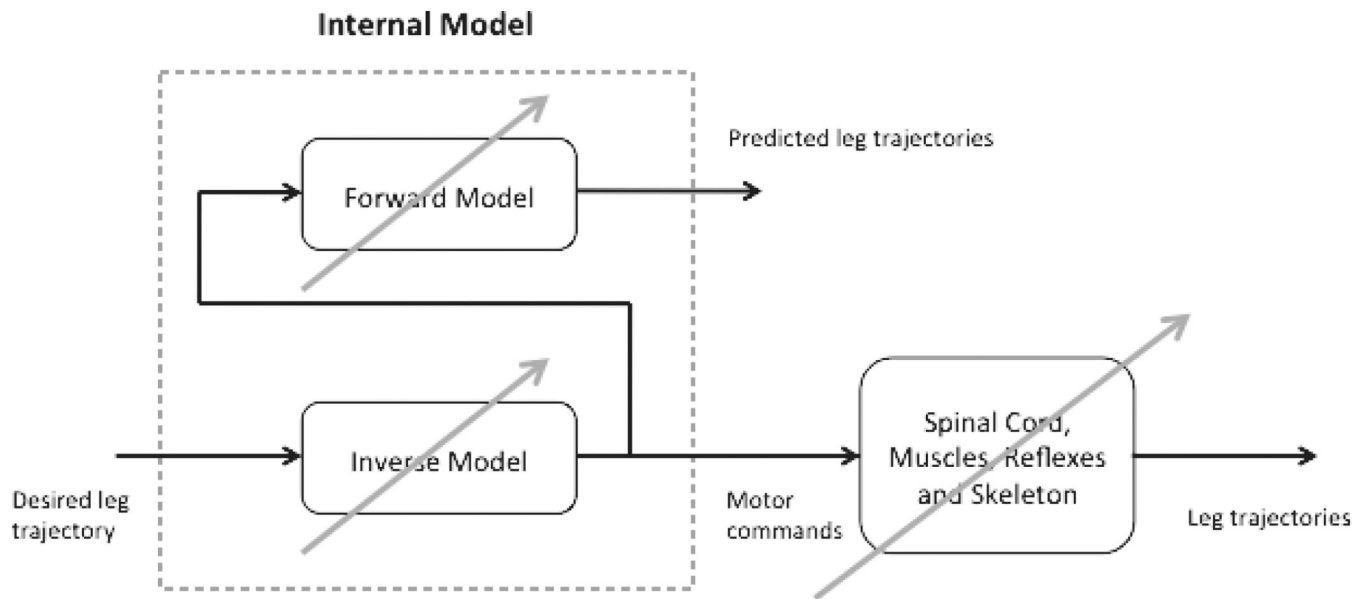 Internal Model
Predicted leg trajectories
Forward Model
Inverse Model
Desired leg
trajectory
Motor
commands
Spinal Cord,
Muscles, Reflexes
and Skeleton
Leg trajectories